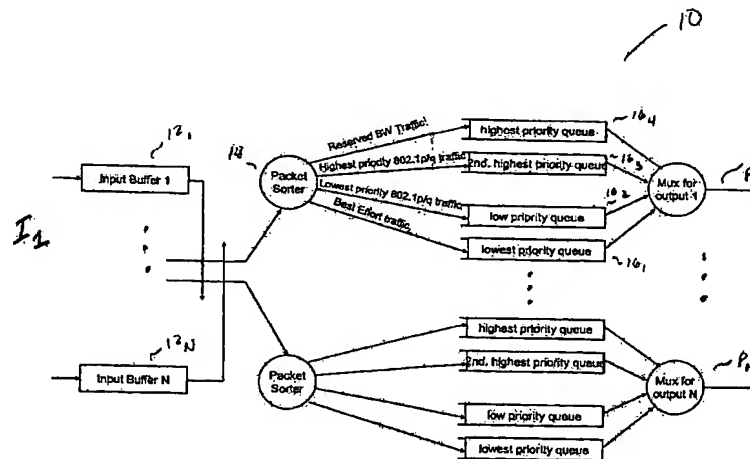 10
Reserved BW Traffic
16₄
12₁
highest priority queue
18
Highest priority 802.1p/q traffic
16₃
Input Buffer 1
Packet Sorter
2nd. highest priority queue
Mux for output 1
Lowest priority 802.1p/q traffic
16₂
low priority queue
Best Effort traffic
I₁
lowest priority queue
16₁
highest priority queue
12N
2nd. highest priority queue
Input Buffer N
Packet Sorter
Mux for output N
low priority queue
lowest priority queue